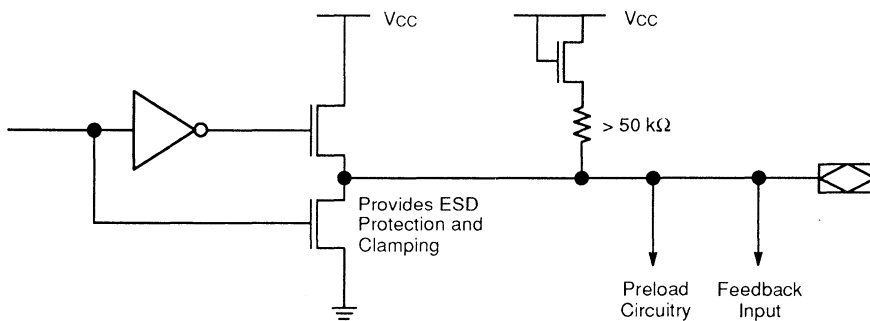 VCC
VCC
> 50 kΩ
Provides ESD
Protection and
Clamping
Preload
Circuitry
Feedback
Input